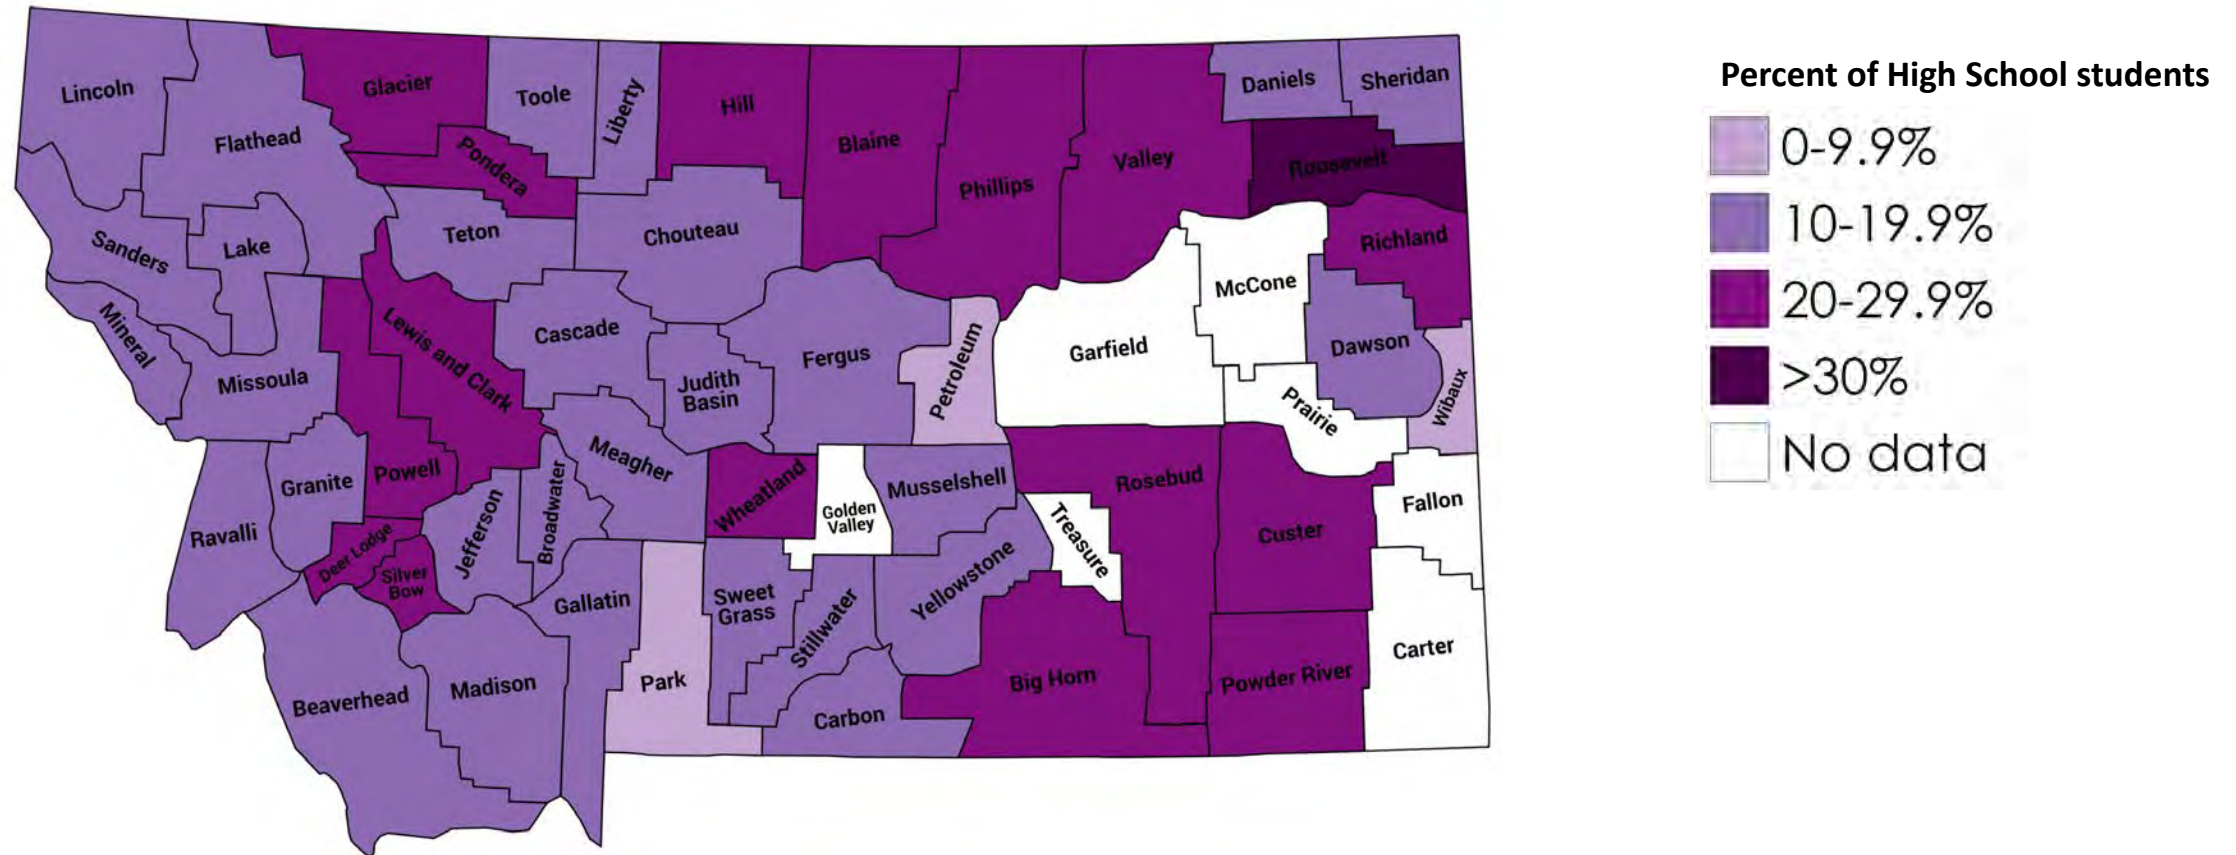 Percent of High School students
0-9.9%
10-19.9%
20-29.9%
>30%
No data
Lincoln
Flathead
Glacier
Toole
Liberty
Hill
Blaine
Phillips
Valley
Daniels
Sheridan
Roosevelt
Pondera
Sanders
Lake
Teton
Chouteau
Richland
McCone
Mineral
Missoula
Lewis and Clark
Cascade
Judith
Basin
Fergus
Petroleum
Garfield
Dawson
Prairie
Wibaux
Powell
Granite
Ravalli
Meagher
Wheatland
Golden
Valley
Musselshell
Rosebud
Treasure
Custer
Fallon
Deer Lodge
Silver
Bow
Jefferson
Broadwater
Gallatin
Sweet
Grass
Stillwater
Yellowstone
Big Horn
Powder River
Carter
Beaverhead
Madison
Park
Carbon